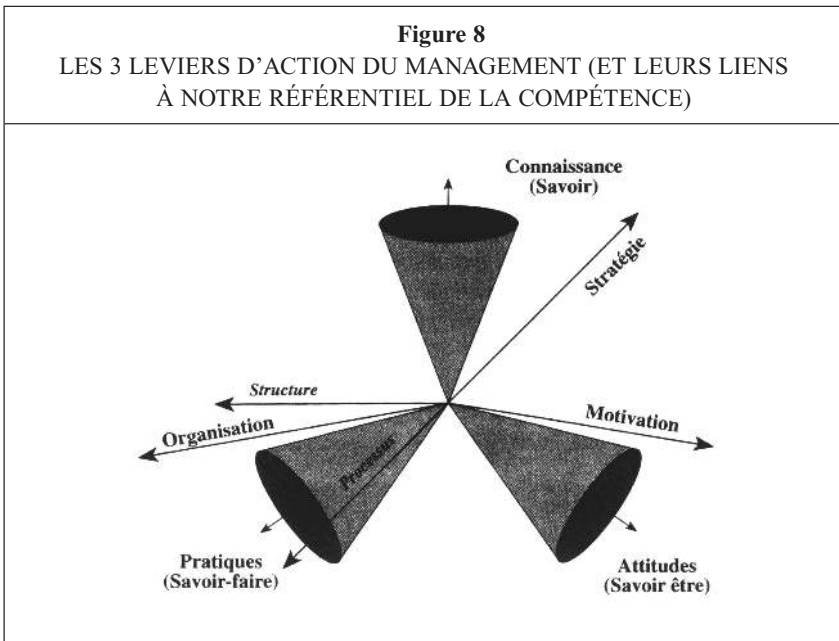 Figure 8
LES 3 LEVIERS D’ACTION DU MANAGEMENT (ET LEURS LIENS
À NOTRE RÉFÉRENTIEL DE LA COMPÉTENCE)
Connaissance
(Savoir)
Stratégie
Structure
Organisation
Motivation
Processus
Pratiques
(Savoir-faire)
Attitudes
(Savoir être)